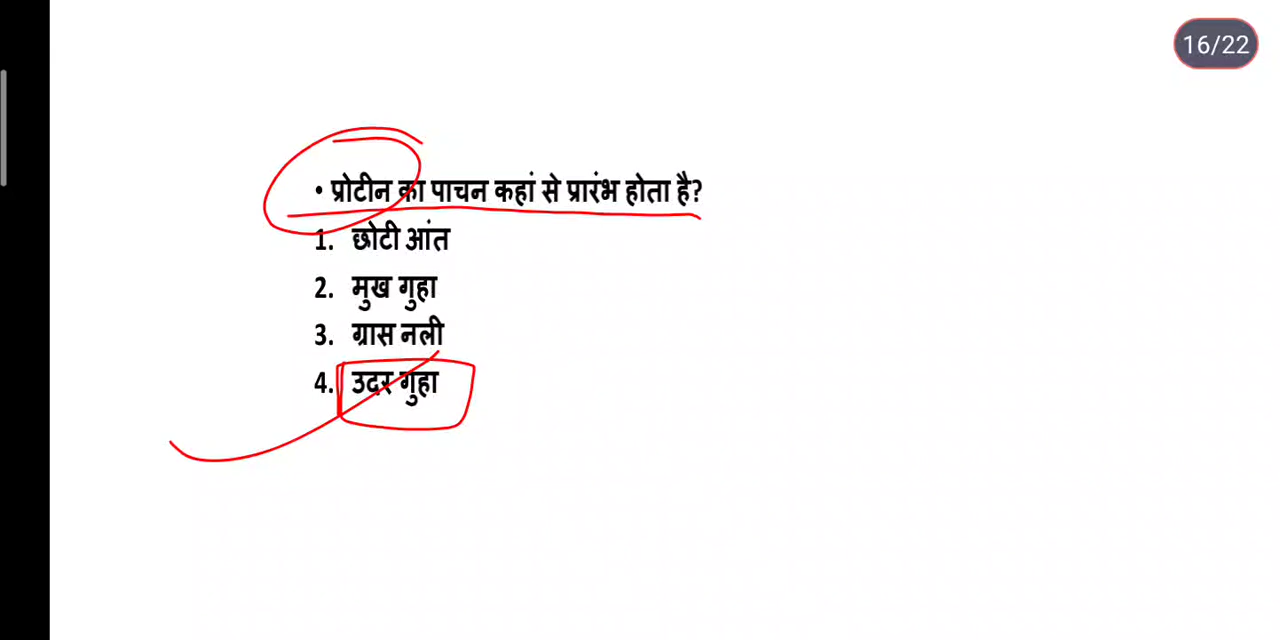 16/22
• प्रोटीन का पाचन कहां से प्रारंभ होता है?
1. छोटी आंत
2. मुख गुहा
3. ग्रास नली
4. उदर गुहा